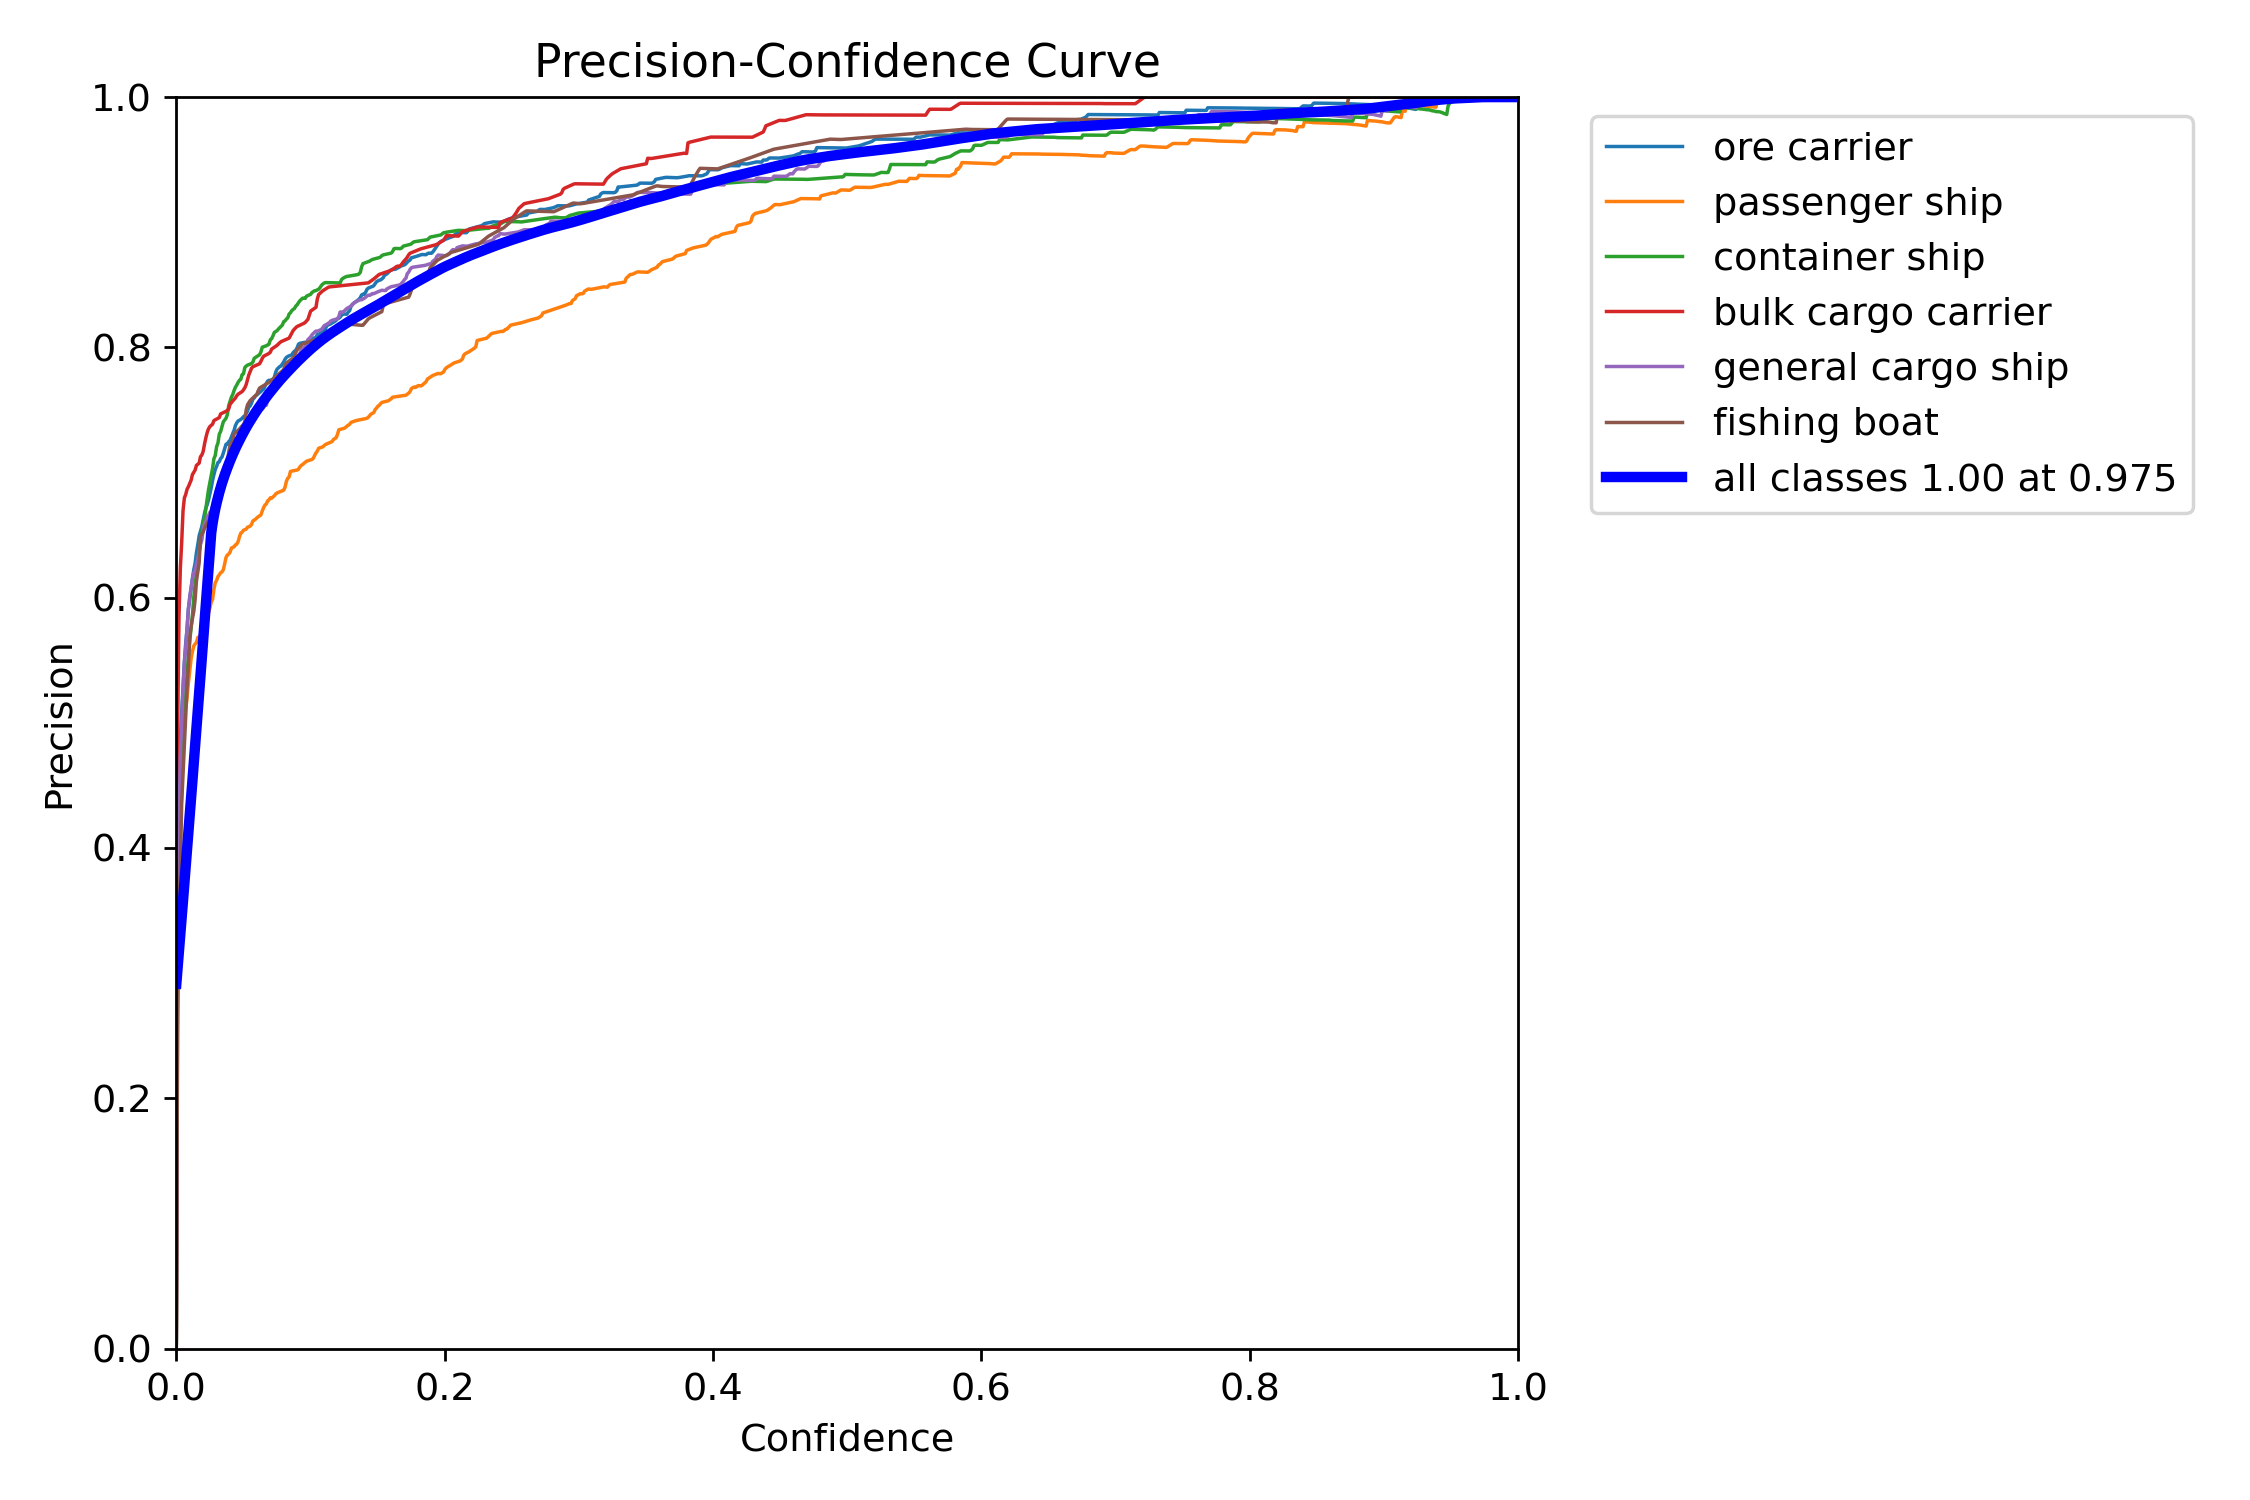 Precision-Confidence Curve
1.0
0.8
0.6
0.4
0.2
0.0
Precision
0.0 0.2 0.4 0.6 0.8 1.0
Confidence
ore carrier
passenger ship
container ship
bulk cargo carrier
general cargo ship
fishing boat
all classes 1.00 at 0.975